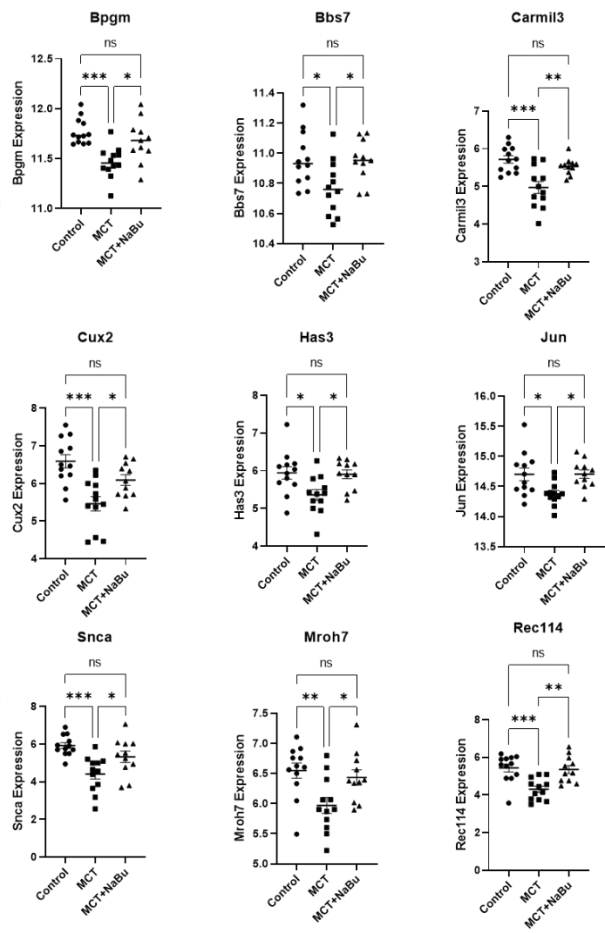 Bpgm
ns
*** *
Bpgm Expression
12.5
12.0
11.5
11.0
Control
MCT
MCT+NaBu
Bbs7
ns
* *
Bbs7 Expression
11.4
11.2
11.0
10.8
10.6
10.4
Control
MCT
MCT+NaBu
Carmil3
ns
**
***
Carmil3 Expression
7
6
5
4
3
Control
MCT
MCT+NaBu
Cux2
ns
*** *
Cux2 Expression
8
7
6
5
4
Control
MCT
MCT+NaBu
Has3
ns
* *
Has3 Expression
8
7
6
5
4
Control
MCT
MCT+NaBu
Jun
ns
* *
Jun Expression
16.0
15.5
15.0
14.5
14.0
13.5
Control
MCT
MCT+NaBu
Snca
ns
*** *
Snca Expression
8
6
4
2
0
Control
MCT
MCT+NaBu
Mroh7
ns
** *
Mroh7 Expression
7.5
7.0
6.5
6.0
5.5
5.0
Control
MCT
MCT+NaBu
Rec114
ns
**
***
Rec114 Expression
8
6
4
2
0
Control
MCT
MCT+NaBu